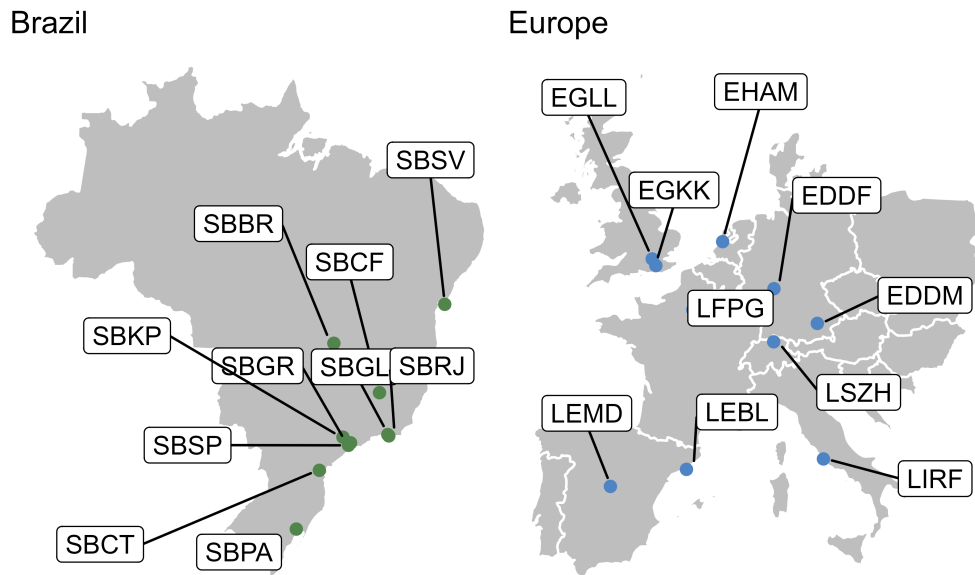 Brazil
SBSV
SBBR
SBCF
SBKP
SBGR
SBGL
SBRJ
SBSP
SBCT
SBPA
Europe
EGLL
EHAM
EGKK
EDDF
LFPG
EDDM
LSZH
LEMD
LEBL
LIRF